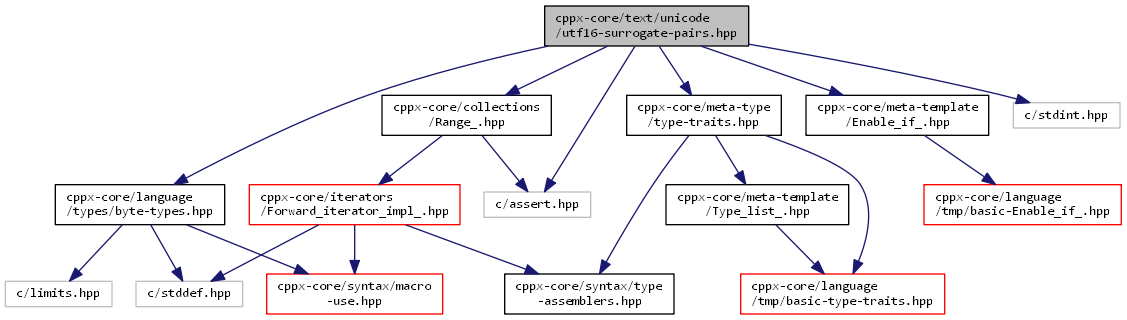 cppx-core/text/unicode
/utf16-surrogate-pairs.hpp
cppx-core/collections
/Range_.hpp
cppx-core/meta-type
/type-traits.hpp
cppx-core/meta-template
/Enable_if_.hpp
c/stdint.hpp
cppx-core/language
/types/byte-types.hpp
cppx-core/iterators
/Forward_iterator_impl_.hpp
c/assert.hpp
cppx-core/meta-template
/Type_list_.hpp
cppx-core/language
/tmp/basic-Enable_if_.hpp
c/limits.hpp
c/stddef.hpp
cppx-core/syntax/macro
-use.hpp
cppx-core/syntax/type
-assemblers.hpp
cppx-core/language
/tmp/basic-type-traits.hpp